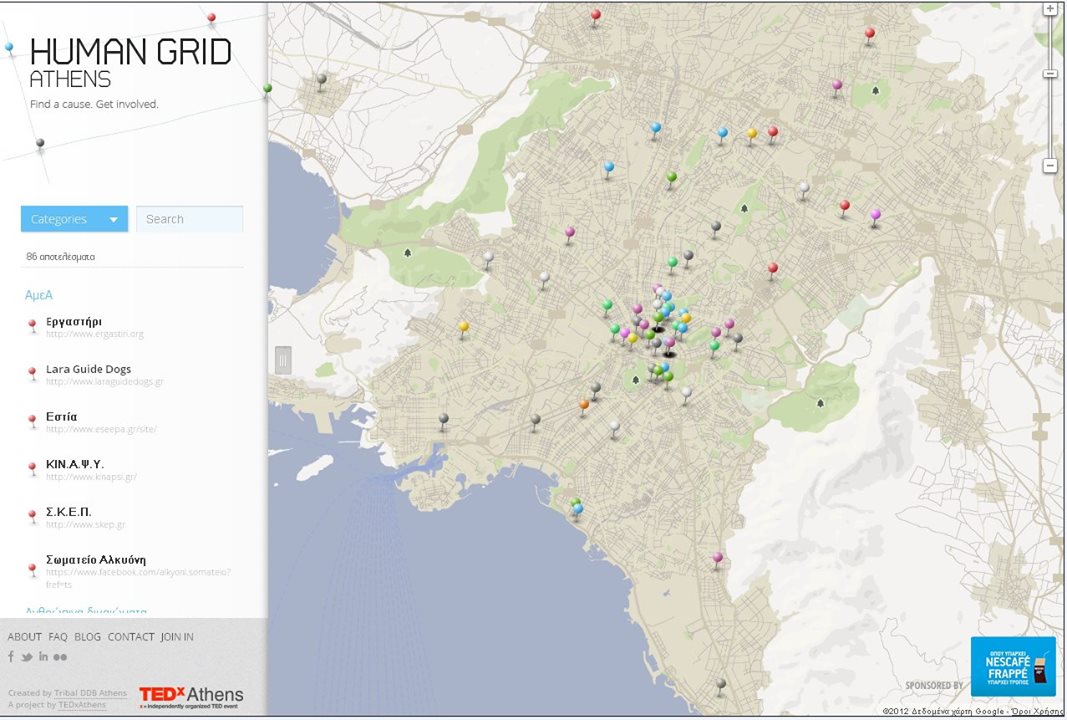 HUMAN GRID
ATHENS
Find a cause. Get involved.
Categories
Search
86 αποτελέσματα
ΑμεΑ
Εργαστήρι
http://www.ergastiri.org
Lara Guide Dogs
http://www.laraguidedogs.gr
Εστία
http://www.eseepa.gr/site/
ΚΙΝ.Α.Ψ.Υ.
http://www.kinapsi.gr/
Σ.Κ.Ε.Π.
http://www.skep.gr
Σωματείο Αλκυόνη
https://www.facebook.com/alkyoni.somateio?
fref=ts
Ανθρώπινα δικαιώματα
ABOUT FAQ BLOG CONTACT JOIN IN
Created by Tribal DDB Athens
A project by TEDxAthens
TEDx Athens
x = independently organized TED event
SPONSORED BY
ΟΠΟΥ ΥΠΑΡΧΕΙ
NESCAFÉ
FRAPPÉ
ΥΠΑΡΧΕΙ ΤΡΟΠΟΣ
©2012 Δεδομένα χάρτη Google - Όροι Χρήσης